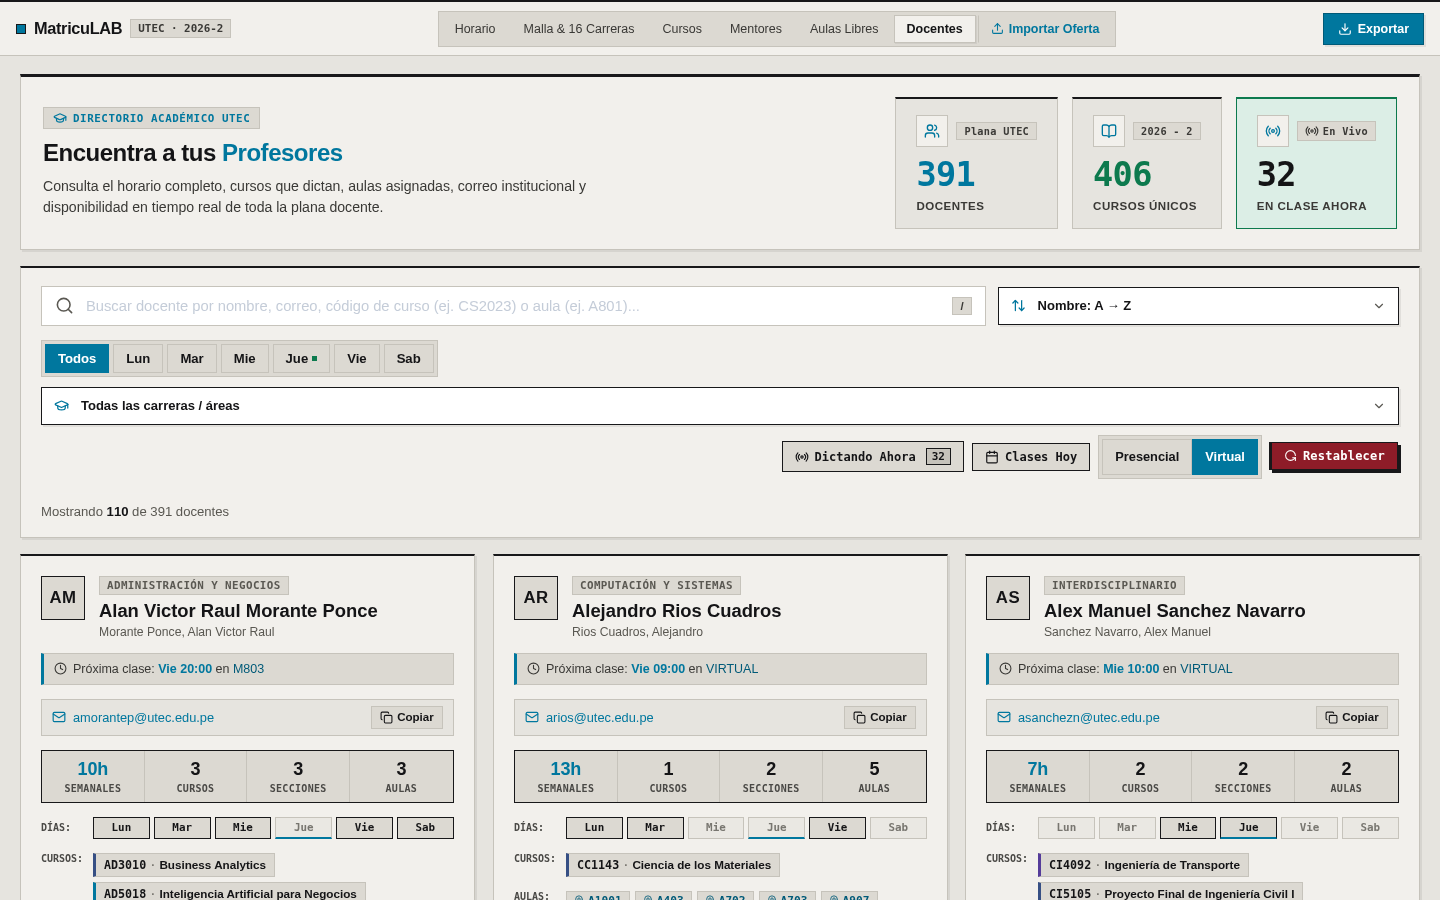 MatricuLAB UTEC · 2026-2 Horario Malla & 16 Carreras Cursos Mentores Aulas Libres Docentes Importar Oferta Exportar
DIRECTORIO ACADÉMICO UTEC
Encuentra a tus Profesores
Consulta el horario completo, cursos que dictan, aulas asignadas, correo institucional y
disponibilidad en tiempo real de toda la plana docente.
Plana UTEC
391
DOCENTES
2026 - 2
406
CURSOS ÚNICOS
En Vivo
32
EN CLASE AHORA
Buscar docente por nombre, correo, código de curso (ej. CS2023) o aula (ej. A801)... /
Nombre: A → Z
Todos Lun Mar Mie Jue Vie Sab
Todas las carreras / áreas
Dictando Ahora 32 Clases Hoy Presencial Virtual Restablecer
Mostrando 110 de 391 docentes
AM
ADMINISTRACIÓN Y NEGOCIOS
Alan Victor Raul Morante Ponce
Morante Ponce, Alan Victor Raul
Próxima clase: Vie 20:00 en M803
amorantep@utec.edu.pe Copiar
10h 3 3 3
SEMANALES CURSOS SECCIONES AULAS
DÍAS: Lun Mar Mie Jue Vie Sab
CURSOS: AD3010 · Business Analytics
AD5018 · Inteligencia Artificial para Negocios
AR
COMPUTACIÓN Y SISTEMAS
Alejandro Rios Cuadros
Rios Cuadros, Alejandro
Próxima clase: Vie 09:00 en VIRTUAL
arios@utec.edu.pe Copiar
13h 1 2 5
SEMANALES CURSOS SECCIONES AULAS
DÍAS: Lun Mar Mie Jue Vie Sab
CURSOS: CC1143 · Ciencia de los Materiales
AULAS: A1001 A403 A702 A703 A907
AS
INTERDISCIPLINARIO
Alex Manuel Sanchez Navarro
Sanchez Navarro, Alex Manuel
Próxima clase: Mie 10:00 en VIRTUAL
asanchezn@utec.edu.pe Copiar
7h 2 2 2
SEMANALES CURSOS SECCIONES AULAS
DÍAS: Lun Mar Mie Jue Vie Sab
CURSOS: CI4092 · Ingeniería de Transporte
CI5105 · Proyecto Final de Ingeniería Civil I